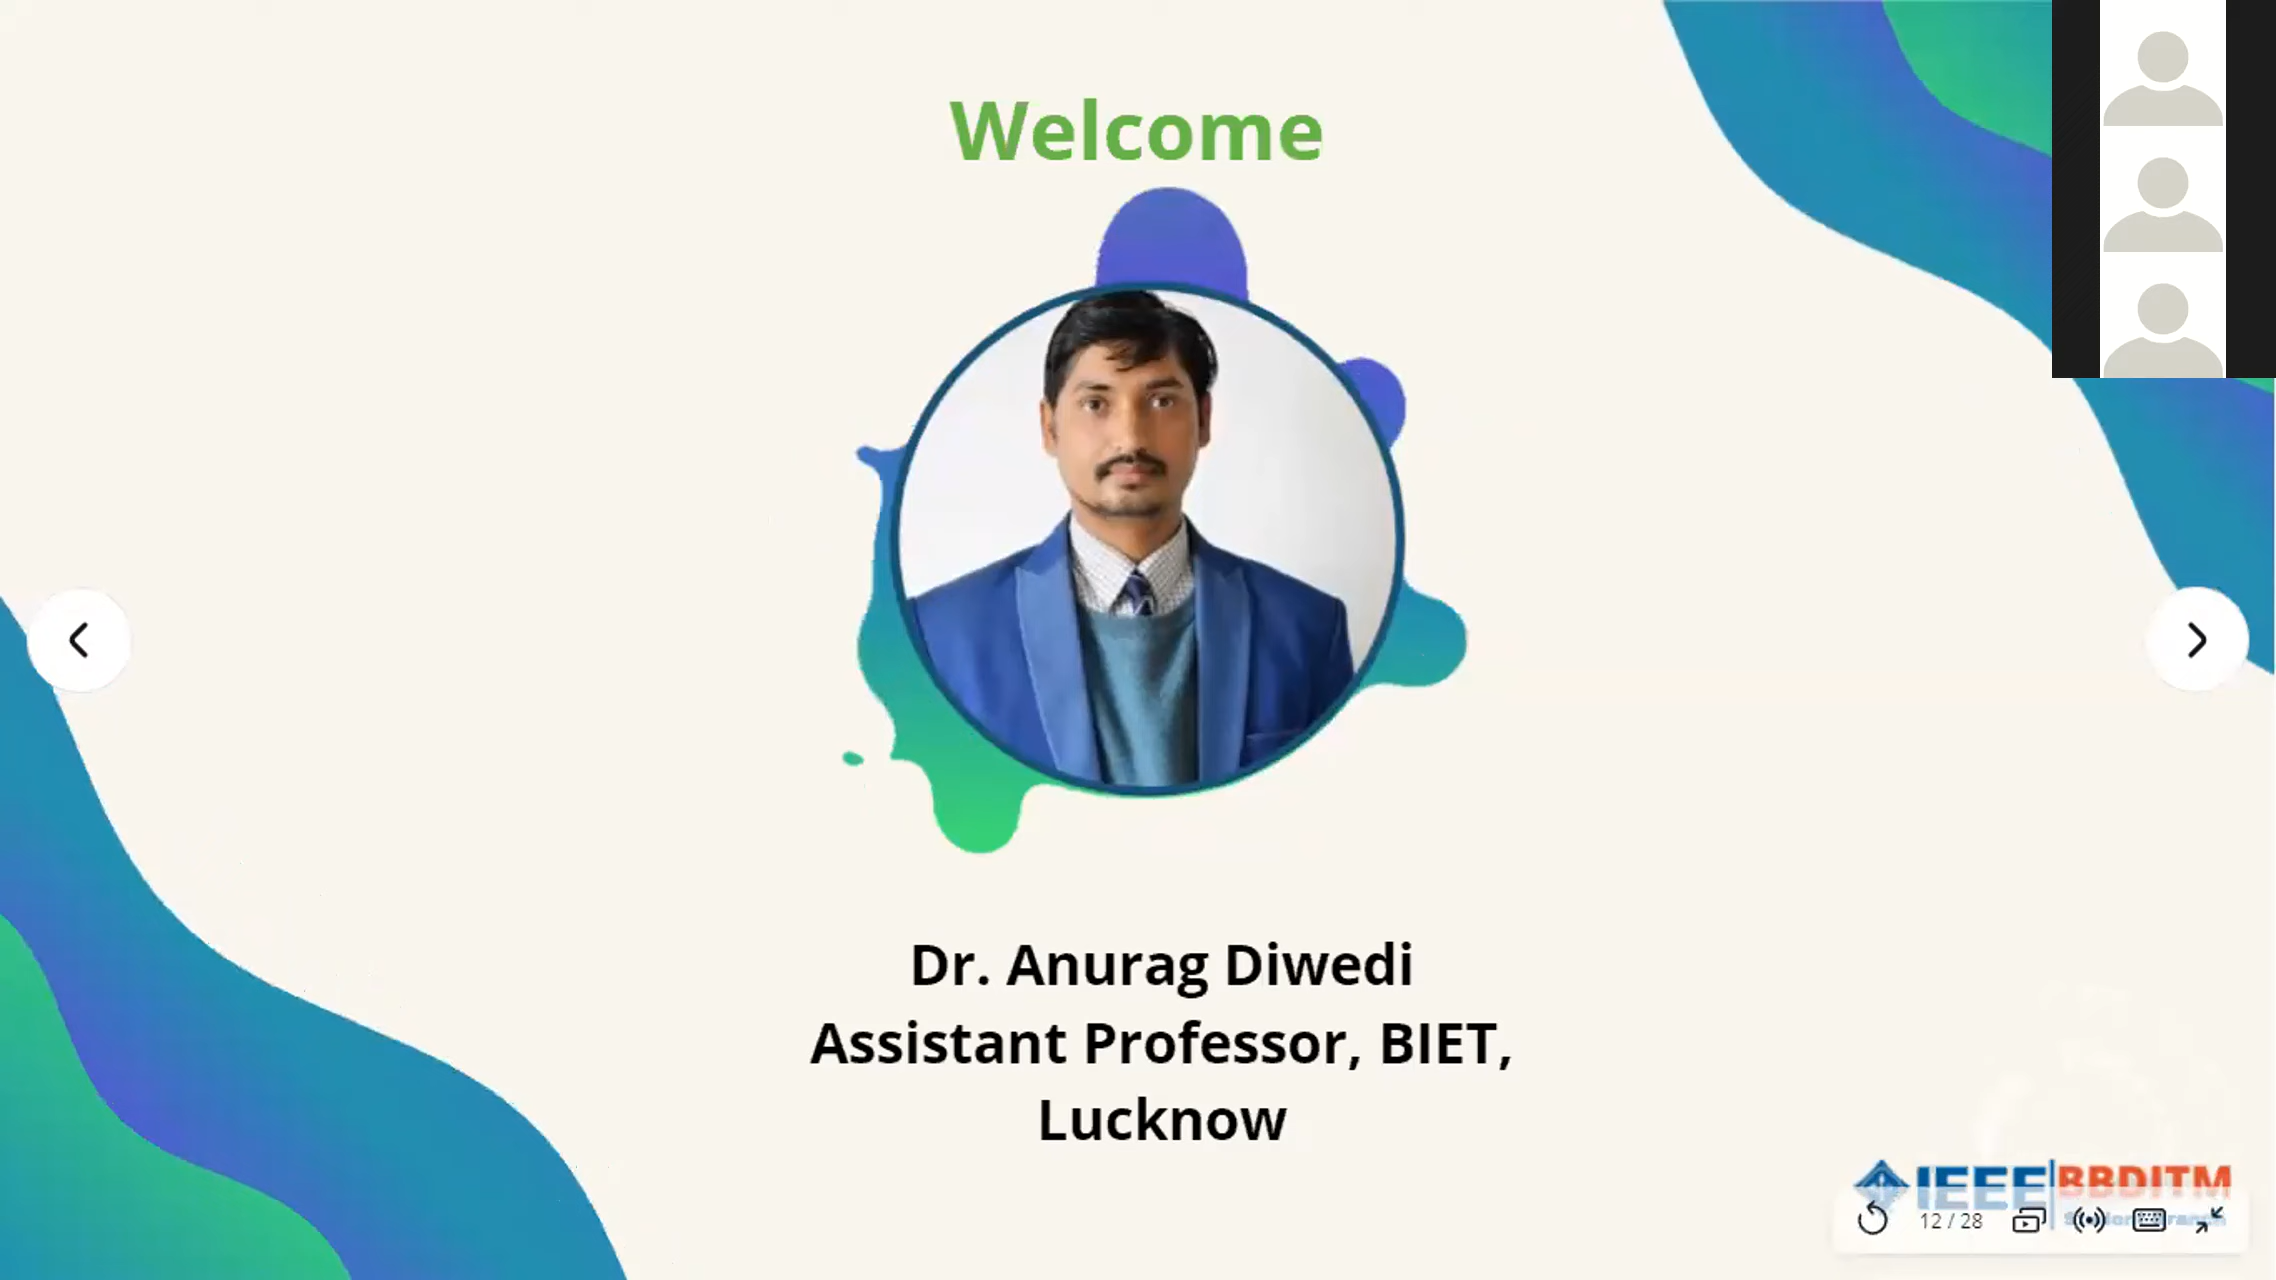 Welcome
Dr. Anurag Diwedi
Assistant Professor, BIET,
Lucknow
IEEE BBDITM
12 / 28